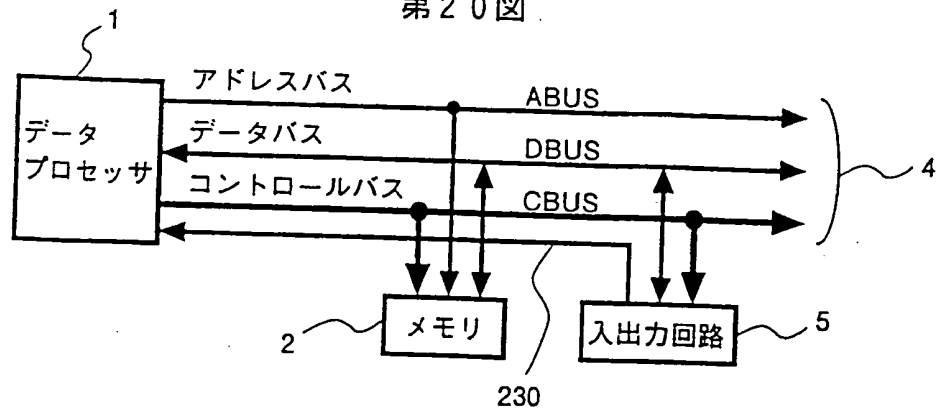 第20図
1
アドレスバス ABUS
データバス DBUS
コントロールバス CBUS
データ
プロセッサ
4
メモリ
2
入出力回路
5
230